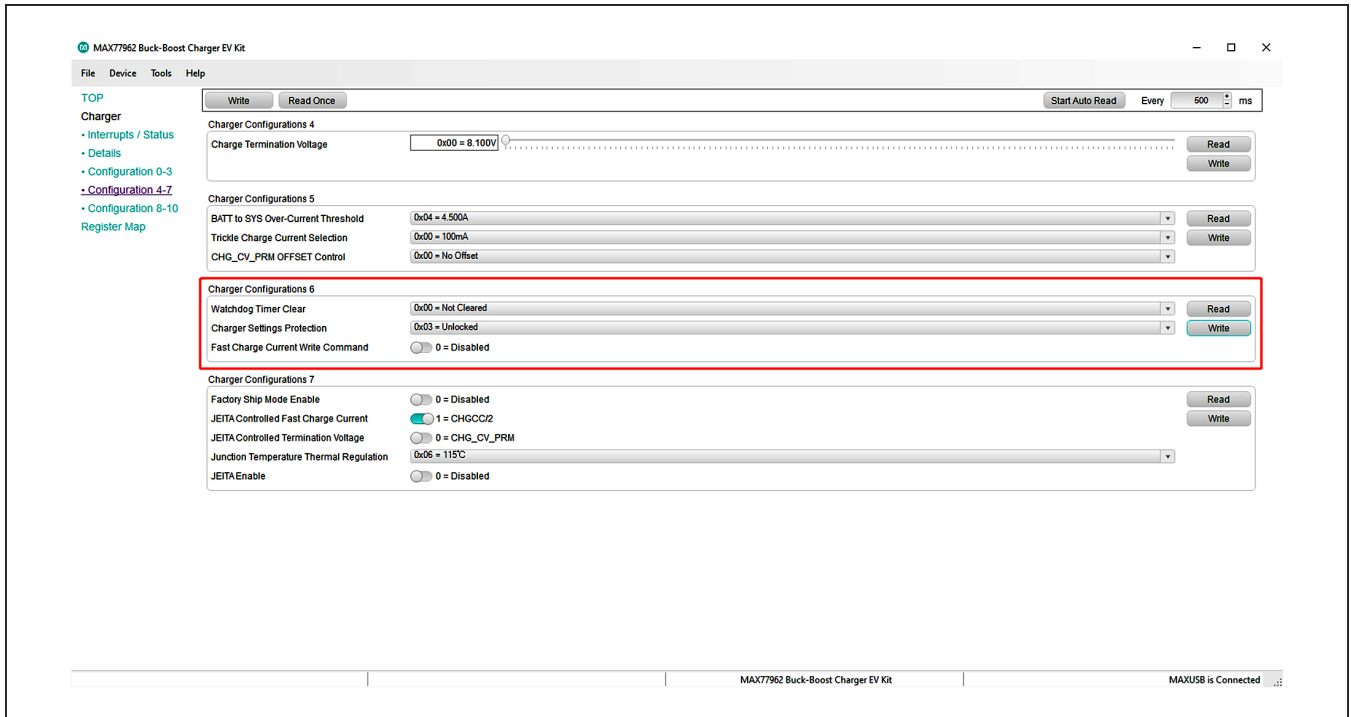 MAX77962 Buck-Boost Charger EV Kit
File Device Tools Help
TOP
Charger
• Interrupts / Status
• Details
• Configuration 0-3
• Configuration 4-7
• Configuration 8-10
Register Map
Write Read Once Start Auto Read Every 500 ms
Charger Configurations 4
Charge Termination Voltage 0x00 = 8.100V Read
Write
Charger Configurations 5
BATT to SYS Over-Current Threshold 0x04 = 4.500A Read
Trickle Charge Current Selection 0x00 = 100mA Write
CHG_CV_PRM OFFSET Control 0x00 = No Offset
Charger Configurations 6
Watchdog Timer Clear 0x00 = Not Cleared Read
Charger Settings Protection 0x03 = Unlocked Write
Fast Charge Current Write Command 0 = Disabled
Charger Configurations 7
Factory Ship Mode Enable 0 = Disabled Read
JEITA Controlled Fast Charge Current 1 = CHGCC/2 Write
JEITA Controlled Termination Voltage 0 = CHG_CV_PRM
Junction Temperature Thermal Regulation 0x06 = 115°C
JEITA Enable 0 = Disabled
MAX77962 Buck-Boost Charger EV Kit MAXUSB is Connected